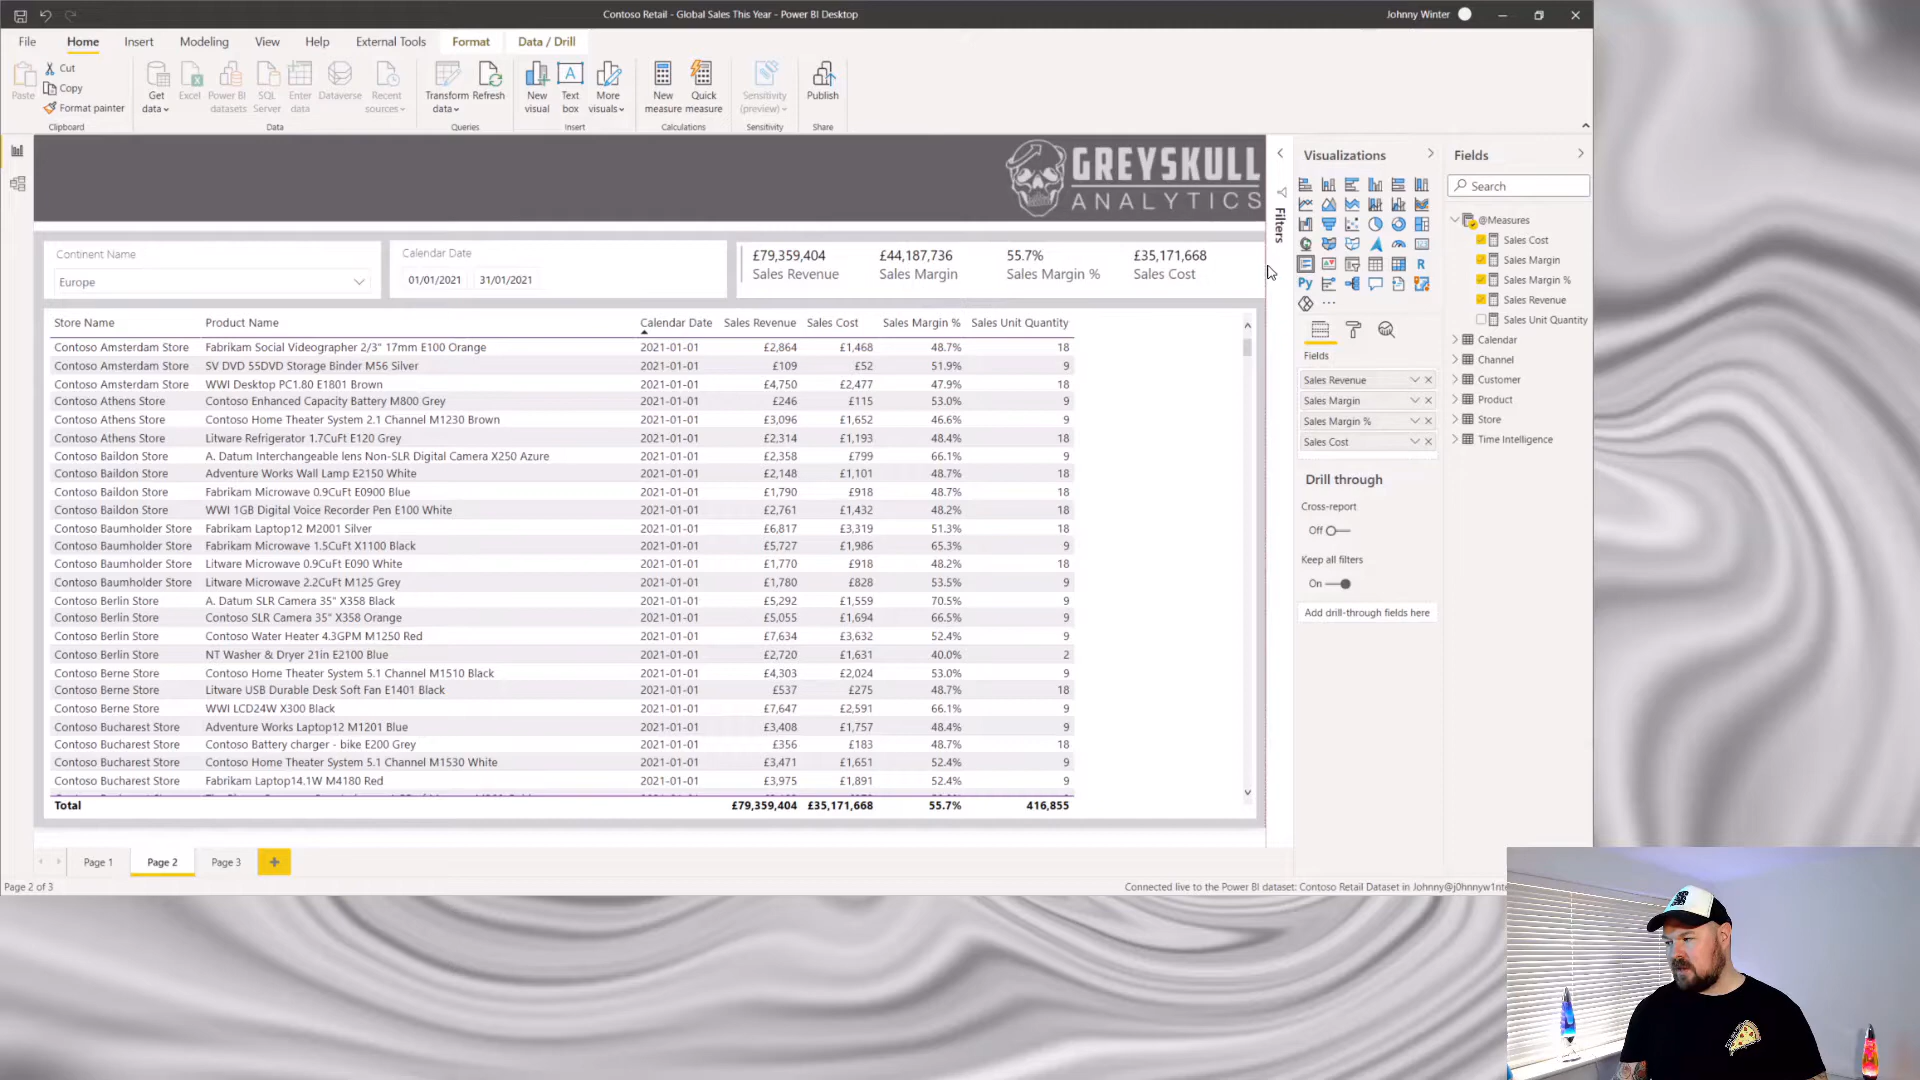 Contoso Retail - Global Sales This Year - Power BI Desktop
Johnny Winter
File Home Insert Modeling View Help External Tools Format Data / Drill
Paste
Cut
Copy
Format painter
Clipboard
Get data
Excel
Power BI datasets
SQL Server
Enter data
Dataverse
Recent sources
Data
Transform data
Refresh
Queries
New visual
Text box
More visuals
Insert
New measure
Quick measure
Calculations
Sensitivity (preview)
Sensitivity
Publish
Share
GREYSKULL
ANALYTICS
Continent Name
Europe
Calendar Date
01/01/2021 31/01/2021
£79,359,404 £44,187,736 55.7% £35,171,668
Sales Revenue Sales Margin Sales Margin % Sales Cost
Store Name Product Name Calendar Date Sales Revenue Sales Cost Sales Margin % Sales Unit Quantity
Contoso Amsterdam Store Fabrikam Social Videographer 2/3" 17mm E100 Orange 2021-01-01 £2,864 £1,468 48.7% 18
Contoso Amsterdam Store SV DVD 55DVD Storage Binder M56 Silver 2021-01-01 £109 £52 51.9% 9
Contoso Amsterdam Store WWI Desktop PC1.80 E1801 Brown 2021-01-01 £4,750 £2,477 47.9% 18
Contoso Athens Store Contoso Enhanced Capacity Battery M800 Grey 2021-01-01 £246 £115 53.0% 9
Contoso Athens Store Contoso Home Theater System 2.1 Channel M1230 Brown 2021-01-01 £3,096 £1,652 46.6% 9
Contoso Athens Store Litware Refrigerator 1.7CuFt E120 Grey 2021-01-01 £2,314 £1,193 48.4% 18
Contoso Baildon Store A. Datum Interchangeable lens Non-SLR Digital Camera X250 Azure 2021-01-01 £2,358 £799 66.1% 9
Contoso Baildon Store Adventure Works Wall Lamp E2150 White 2021-01-01 £2,148 £1,101 48.7% 18
Contoso Baildon Store Fabrikam Microwave 0.9CuFt E0900 Blue 2021-01-01 £1,790 £918 48.7% 18
Contoso Baildon Store WWI 1GB Digital Voice Recorder Pen E100 White 2021-01-01 £2,761 £1,432 48.2% 18
Contoso Baumholder Store Fabrikam Laptop12 M2001 Silver 2021-01-01 £6,817 £3,319 51.3% 18
Contoso Baumholder Store Fabrikam Microwave 1.5CuFt X1100 Black 2021-01-01 £5,727 £1,986 65.3% 9
Contoso Baumholder Store Litware Microwave 0.9CuFt E090 White 2021-01-01 £1,770 £918 48.2% 18
Contoso Baumholder Store Litware Microwave 2.2CuFt M125 Grey 2021-01-01 £1,780 £828 53.5% 9
Contoso Berlin Store A. Datum SLR Camera 35" X358 Black 2021-01-01 £5,292 £1,559 70.5% 9
Contoso Berlin Store Contoso SLR Camera 35" X358 Orange 2021-01-01 £5,055 £1,694 66.5% 9
Contoso Berlin Store Contoso Water Heater 4.3GPM M1250 Red 2021-01-01 £7,634 £3,632 52.4% 9
Contoso Berlin Store NT Washer & Dryer 21in E2100 Blue 2021-01-01 £2,720 £1,631 40.0% 2
Contoso Berne Store Contoso Home Theater System 5.1 Channel M1510 Black 2021-01-01 £4,303 £2,024 53.0% 9
Contoso Berne Store Litware USB Durable Desk Soft Fan E1401 Black 2021-01-01 £537 £275 48.7% 18
Contoso Berne Store WWI LCD24W X300 Black 2021-01-01 £7,647 £2,591 66.1% 9
Contoso Bucharest Store Adventure Works Laptop12 M1201 Blue 2021-01-01 £3,408 £1,757 48.4% 9
Contoso Bucharest Store Contoso Battery charger - bike E200 Grey 2021-01-01 £356 £183 48.7% 18
Contoso Bucharest Store Contoso Home Theater System 5.1 Channel M1530 White 2021-01-01 £3,471 £1,651 52.4% 9
Contoso Bucharest Store Fabrikam Laptop14.1W M4180 Red 2021-01-01 £3,975 £1,891 52.4% 9
Total £79,359,404 £35,171,668 55.7% 416,855
Filters
Visualizations
R
Py
Fields
Sales Revenue
Sales Margin
Sales Margin %
Sales Cost
Drill through
Cross-report
Off
Keep all filters
On
Add drill-through fields here
Fields
Search
@Measures
Sales Cost
Sales Margin
Sales Margin %
Sales Revenue
Sales Unit Quantity
Calendar
Channel
Customer
Product
Store
Time Intelligence
Page 1 Page 2 Page 3 +
Page 2 of 3
Connected live to the Power BI dataset: Contoso Retail Dataset in Johnny@j0hnnyw1nte